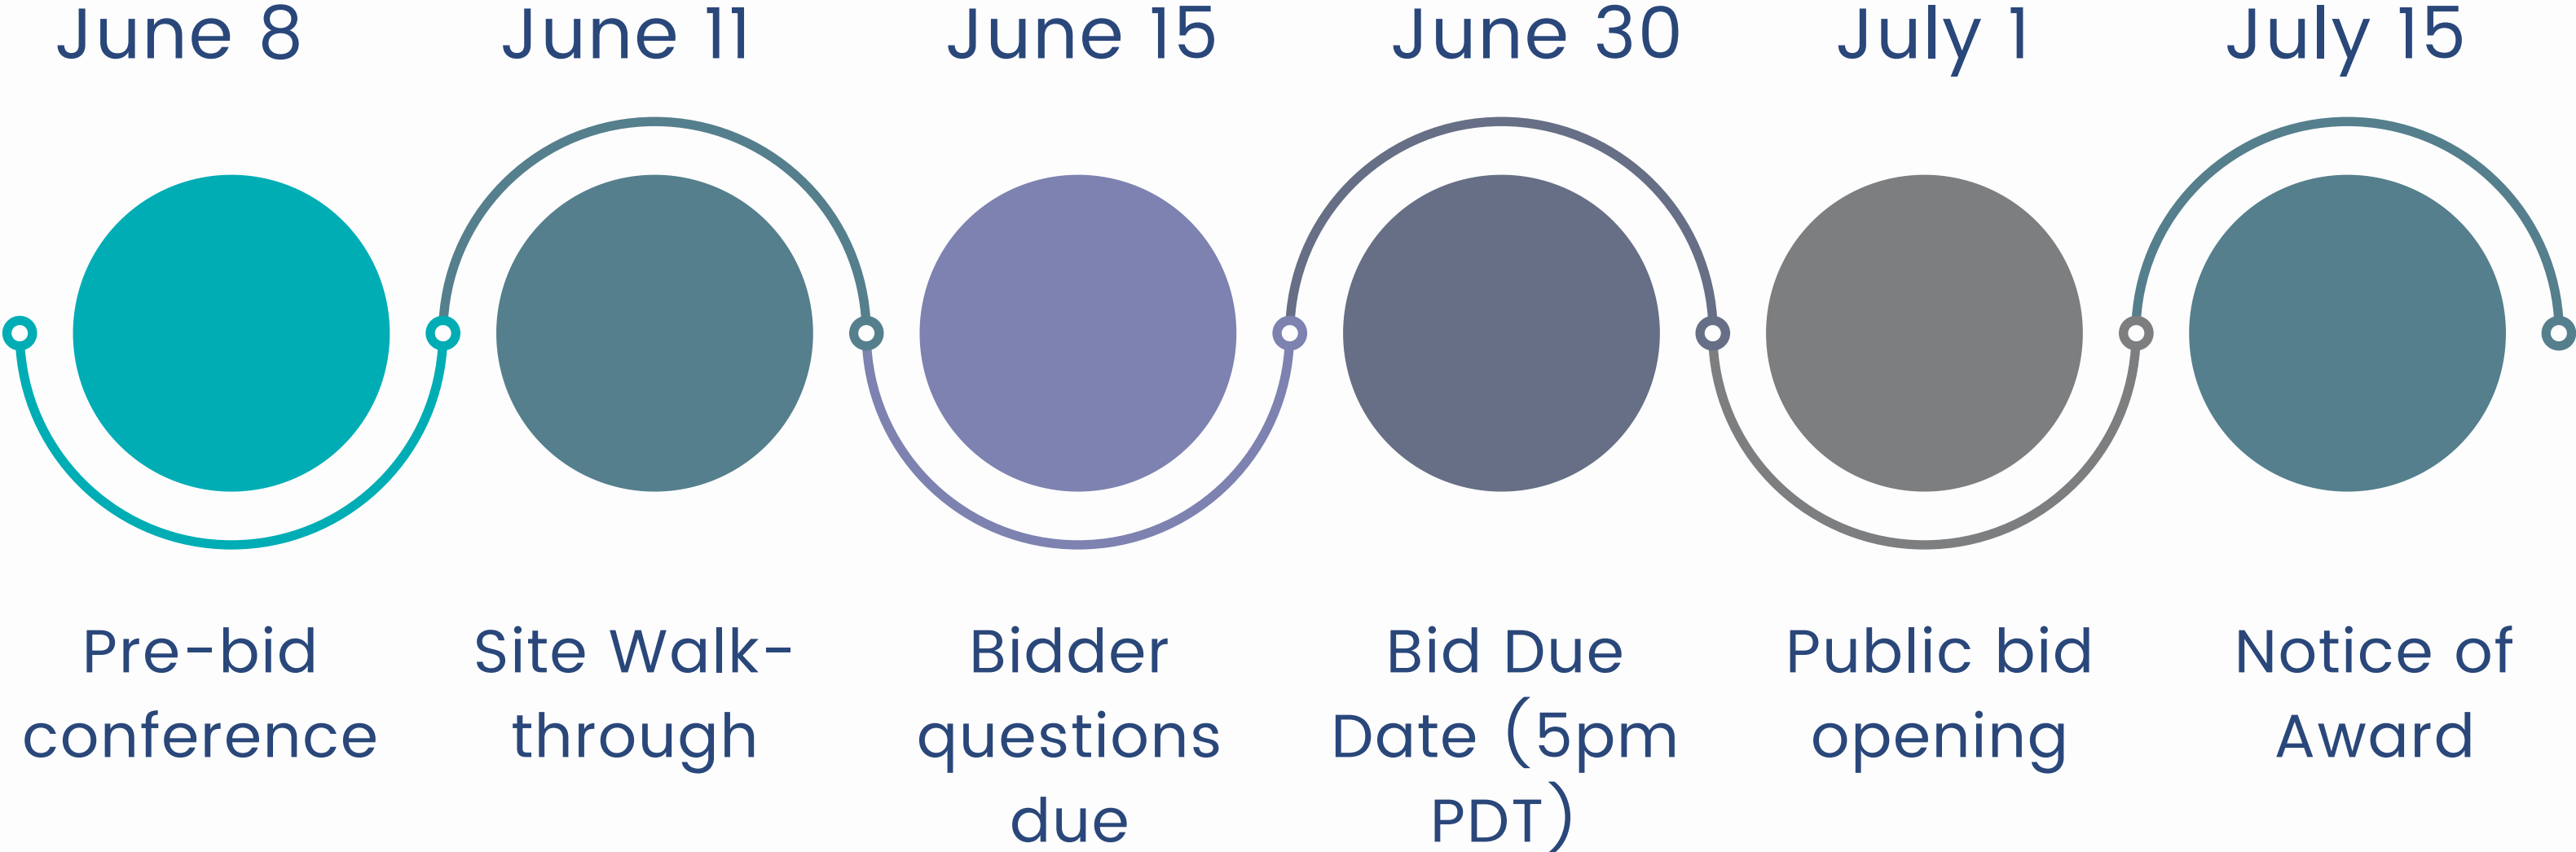 June 8
June 11
June 15
June 30
July 1
July 15
Pre-bid
conference
Site Walk-
through
Bidder
questions
due
Bid Due
Date (5pm
PDT)
Public bid
opening
Notice of
Award